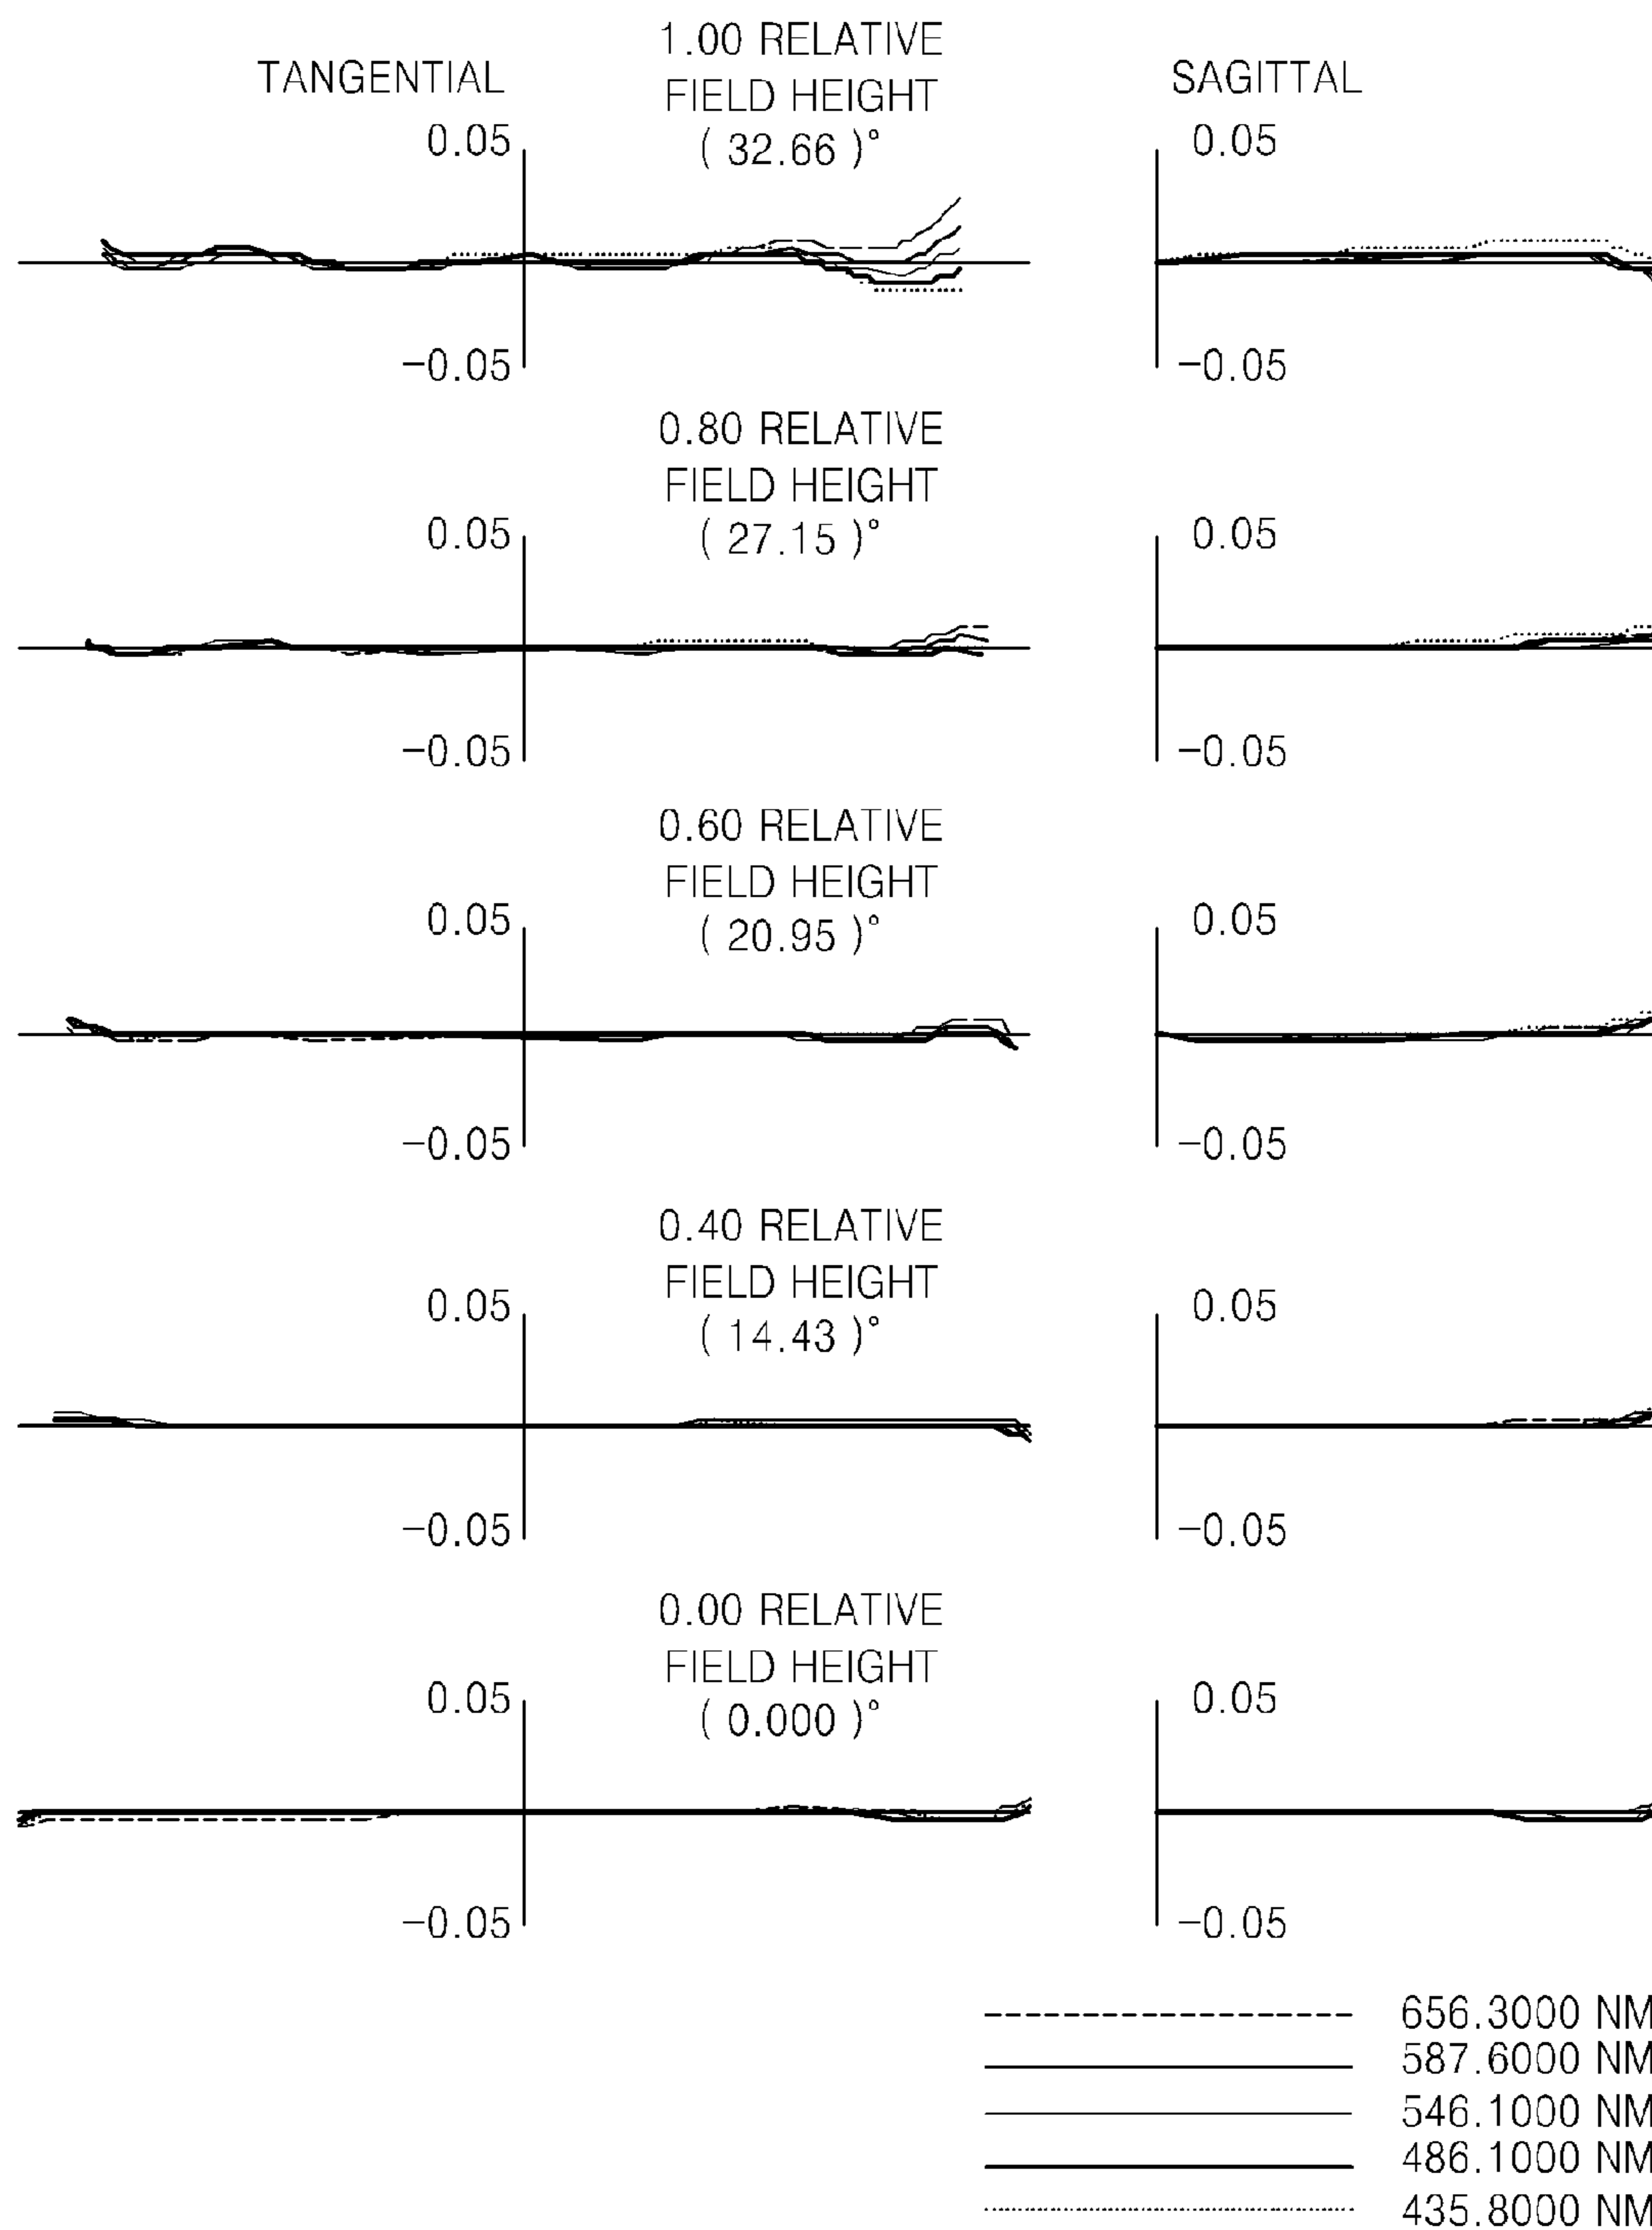 1.00 RELATIVE
TANGENTIAL FIELD HEIGHT SAGITTAL
0.05 ( 32.66 )° 0.05
-0.05 -0.05
0.80 RELATIVE
FIELD HEIGHT
0.05 ( 27.15 )° 0.05
-0.05 -0.05
0.60 RELATIVE
FIELD HEIGHT
0.05 ( 20.95 )° 0.05
-0.05 -0.05
0.40 RELATIVE
FIELD HEIGHT
0.05 ( 14.43 )° 0.05
-0.05 -0.05
0.00 RELATIVE
FIELD HEIGHT
0.05 ( 0.000 )° 0.05
-0.05 -0.05
656.3000 NM
587.6000 NM
546.1000 NM
486.1000 NM
435.8000 NM